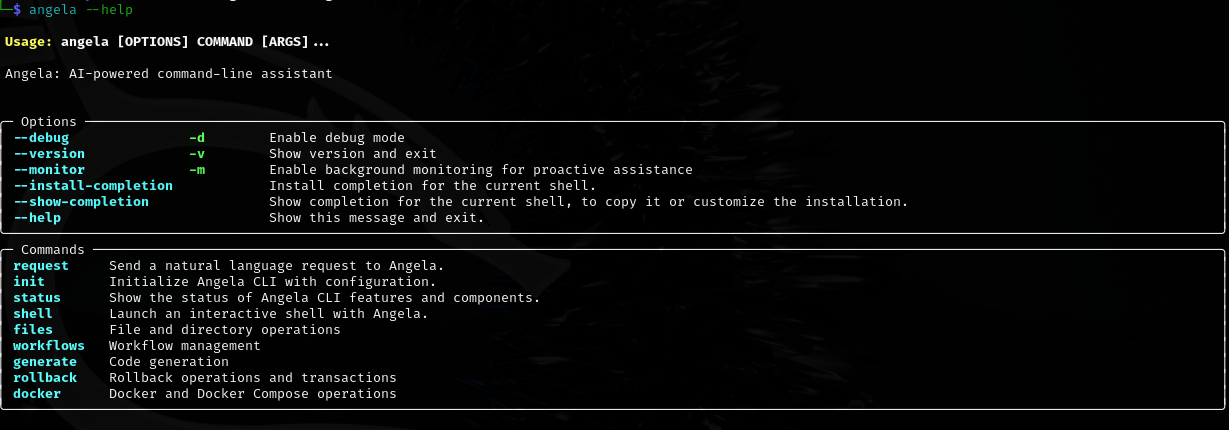 └─$ angela --help
Usage: angela [OPTIONS] COMMAND [ARGS]...
Angela: AI-powered command-line assistant
Options
--debug -d Enable debug mode
--version -v Show version and exit
--monitor -m Enable background monitoring for proactive assistance
--install-completion Install completion for the current shell.
--show-completion Show completion for the current shell, to copy it or customize the installation.
--help Show this message and exit.
Commands
request Send a natural language request to Angela.
init Initialize Angela CLI with configuration.
status Show the status of Angela CLI features and components.
shell Launch an interactive shell with Angela.
files File and directory operations
workflows Workflow management
generate Code generation
rollback Rollback operations and transactions
docker Docker and Docker Compose operations